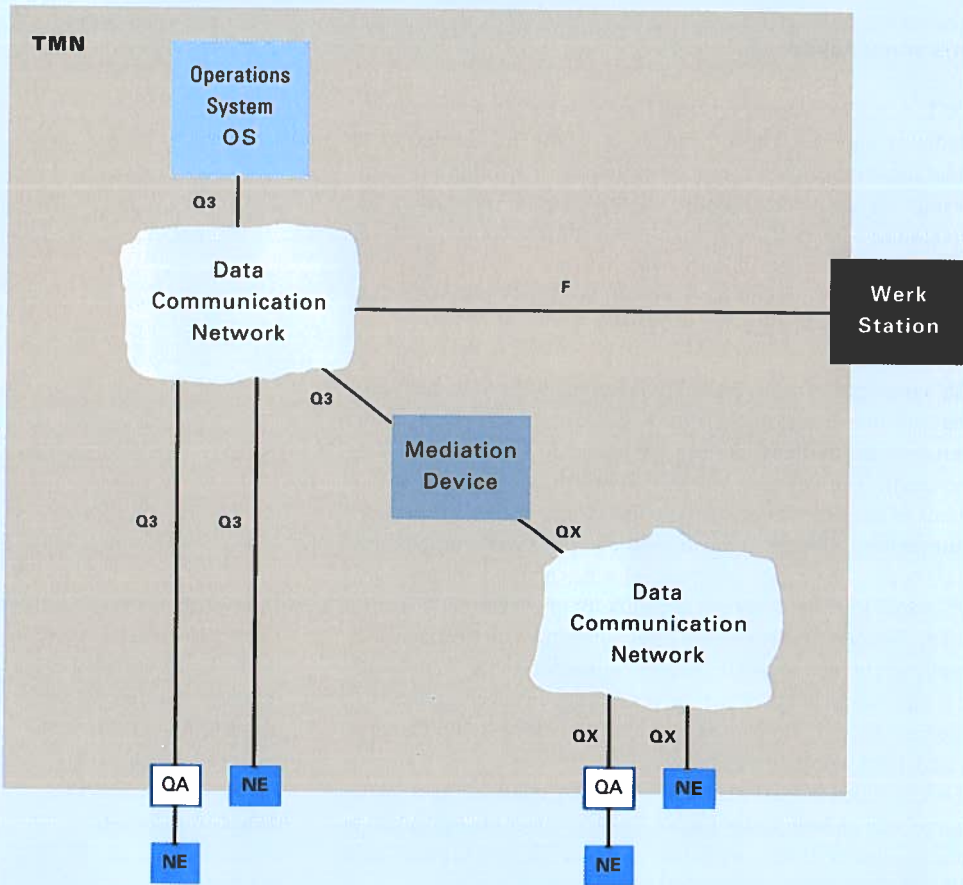 TMN
Operations
System
OS
Q3
Data
Communication
Network
F
Werk
Station
Q3
Mediation
Device
Q3
Q3
QX
Data
Communication
Network
QX
QX
QA
NE
QA
NE
NE
NE